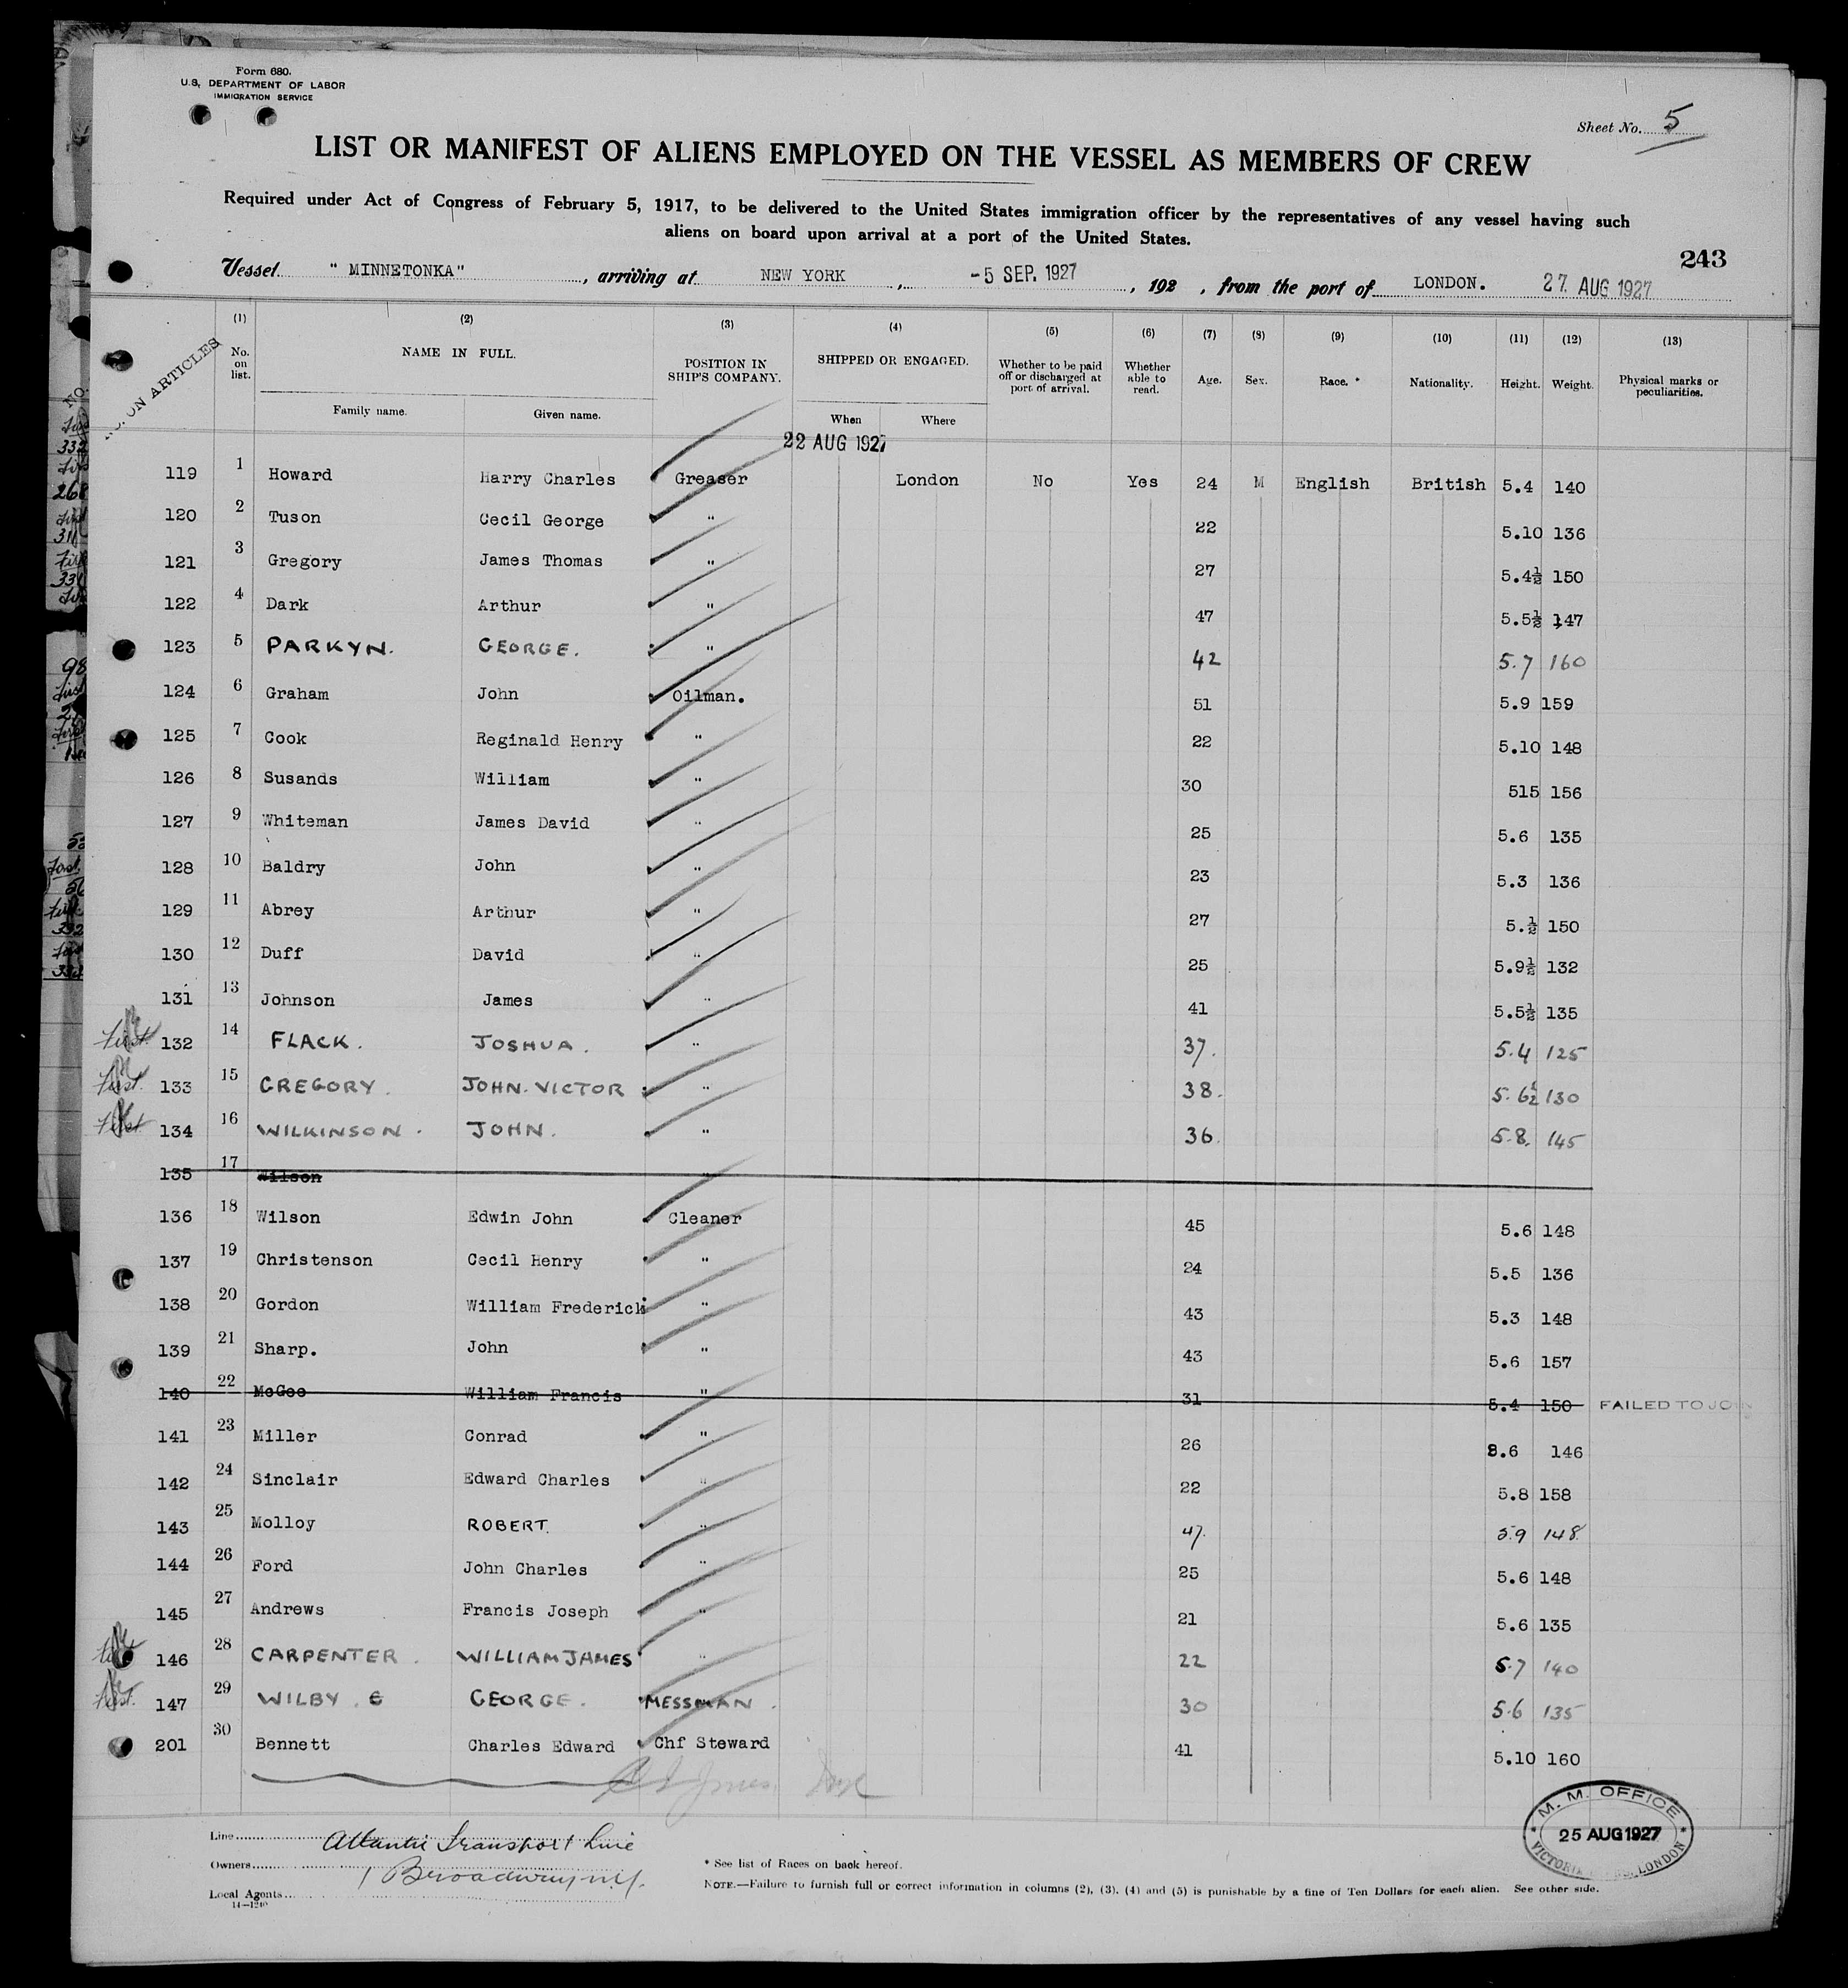 Form 680.
U.S. DEPARTMENT OF LABOR
IMMIGRATION SERVICE
Sheet No. 5
LIST OR MANIFEST OF ALIENS EMPLOYED ON THE VESSEL AS MEMBERS OF CREW
Required under Act of Congress of February 5, 1917, to be delivered to the United States immigration officer by the representatives of any vessel having such
aliens on board upon arrival at a port of the United States.
243
Vessel " MINNETONKA" , arriving at NEW YORK , -5 SEP. 1927 , 192 , from the port of LONDON. 27 AUG 1927
(1) (2) (3) (4) (5) (6) (7) (8) (9) (10) (11) (12) (13)
NO. ON ARTICLES No. on list. NAME IN FULL. POSITION IN SHIP'S COMPANY. SHIPPED OR ENGAGED. Whether to be paid off or discharged at port of arrival. Whether able to read. Age. Sex. Race. * Nationality. Height. Weight. Physical marks or peculiarities.
Family name. Given name. When Where
22 AUG 1927
119 1 Howard Harry Charles Greaser London No Yes 24 M English British 5.4 140
120 2 Tuson Cecil George " 22 5.10 136
121 3 Gregory James Thomas " 27 5.4½ 150
122 4 Dark Arthur " 47 5.5½ 147
123 5 PARKYN. GEORGE. " 42 5.7 160
124 6 Graham John Oilman. 51 5.9 159
125 7 Cook Reginald Henry " 22 5.10 148
126 8 Susands William " 30 515 156
127 9 Whiteman James David " 25 5.6 135
128 10 Baldry John " 23 5.3 136
129 11 Abrey Arthur " 27 5.½ 150
130 12 Duff David " 25 5.9½ 132
131 13 Johnson James " 41 5.5½ 135
First 132 14 FLACK. JOSHUA. " 37. 5.4 125
First. 133 15 GREGORY. JOHN. VICTOR " 38. 5.6½ 130
First 134 16 WILKINSON. JOHN. " 36. 5.8. 145
135 17 Wilson "
136 18 Wilson Edwin John Cleaner 45 5.6 148
137 19 Christenson Cecil Henry " 24 5.5 136
138 20 Gordon William Frederick " 43 5.3 148
139 21 Sharp. John " 43 5.6 157
140 22 McGee William Francis " 31 5.4 150 FAILED TO JOIN
141 23 Miller Conrad " 26 5.6 146
142 24 Sinclair Edward Charles " 22 5.8 158
143 25 Molloy ROBERT. " 47. 5.9 148.
144 26 Ford John Charles " 25 5.6 148
145 27 Andrews Francis Joseph " 21 5.6 135
146 28 CARPENTER. WILLIAM JAMES " 22 5.7 140
First. 147 29 WILBY. E GEORGE. MESSMAN. 30 5.6 135
201 30 Bennett Charles Edward Chf Steward 41 5.10 160
M. M. OFFICE
25 AUG 1927
VICTORIA LONDON
Line Atlantic Transport Line
Owners 1 Broadway N.Y.
Local Agents
14—1240
* See list of Races on back hereof.
NOTE.—Failure to furnish full or correct information in columns (2), (3), (4) and (5) is punishable by a fine of Ten Dollars for each alien. See other side.